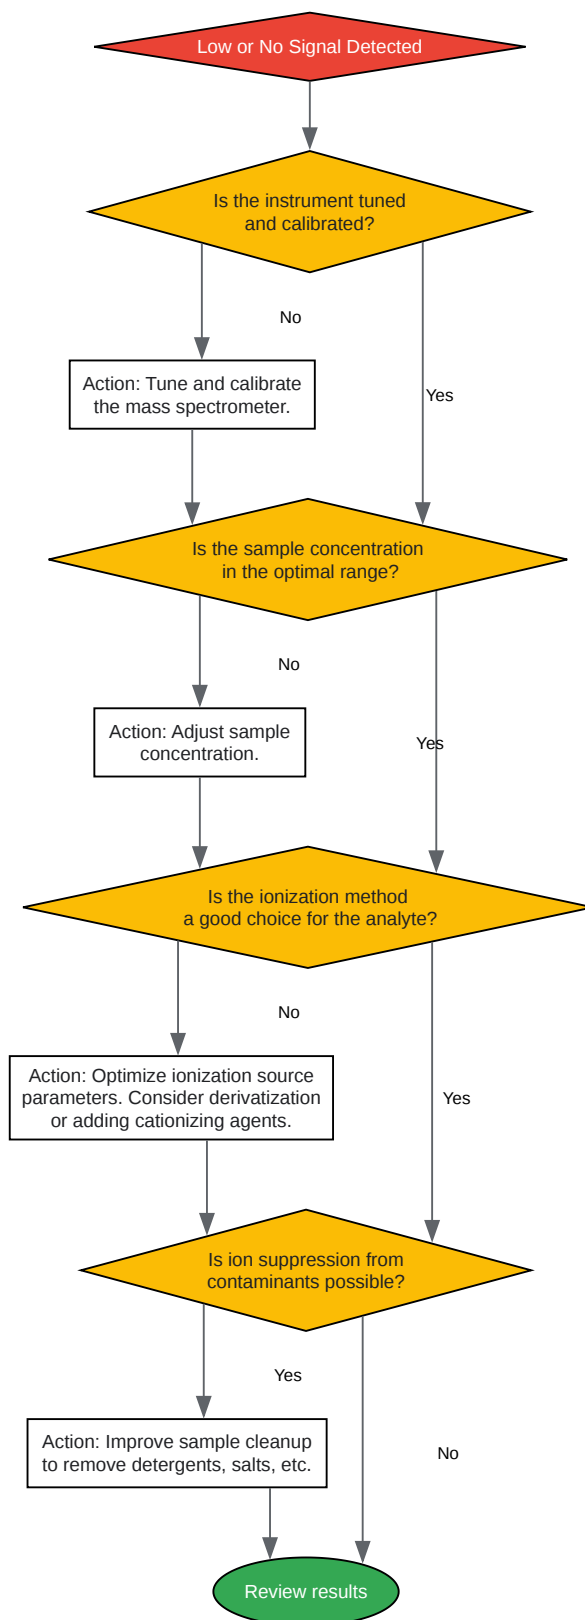 Low or No Signal Detected
Is the instrument tuned
and calibrated?
No
Action: Tune and calibrate
the mass spectrometer.
Yes
Is the sample concentration
in the optimal range?
No
Action: Adjust sample
concentration.
Yes
Is the ionization method
a good choice for the analyte?
No
Action: Optimize ionization source
parameters. Consider derivatization
or adding cationizing agents.
Yes
Is ion suppression from
contaminants possible?
Yes
Action: Improve sample cleanup
to remove detergents, salts, etc.
No
Review results